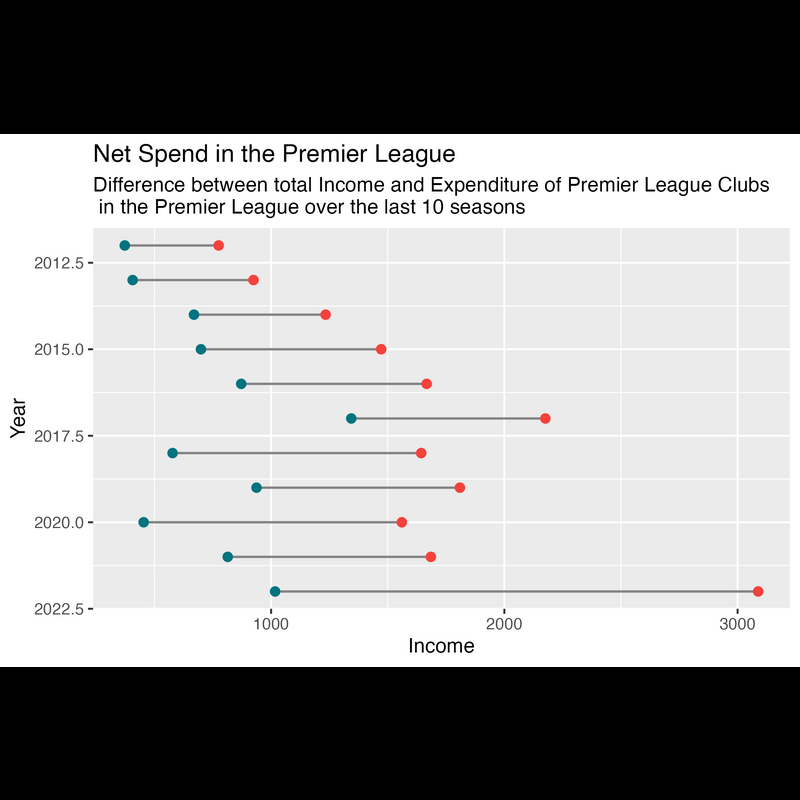 Net Spend in the Premier League
Difference between total Income and Expenditure of Premier League Clubs
in the Premier League over the last 10 seasons
2012.5
2015.0
Year
2017.5
2020.0
2022.5
1000 2000 3000
Income